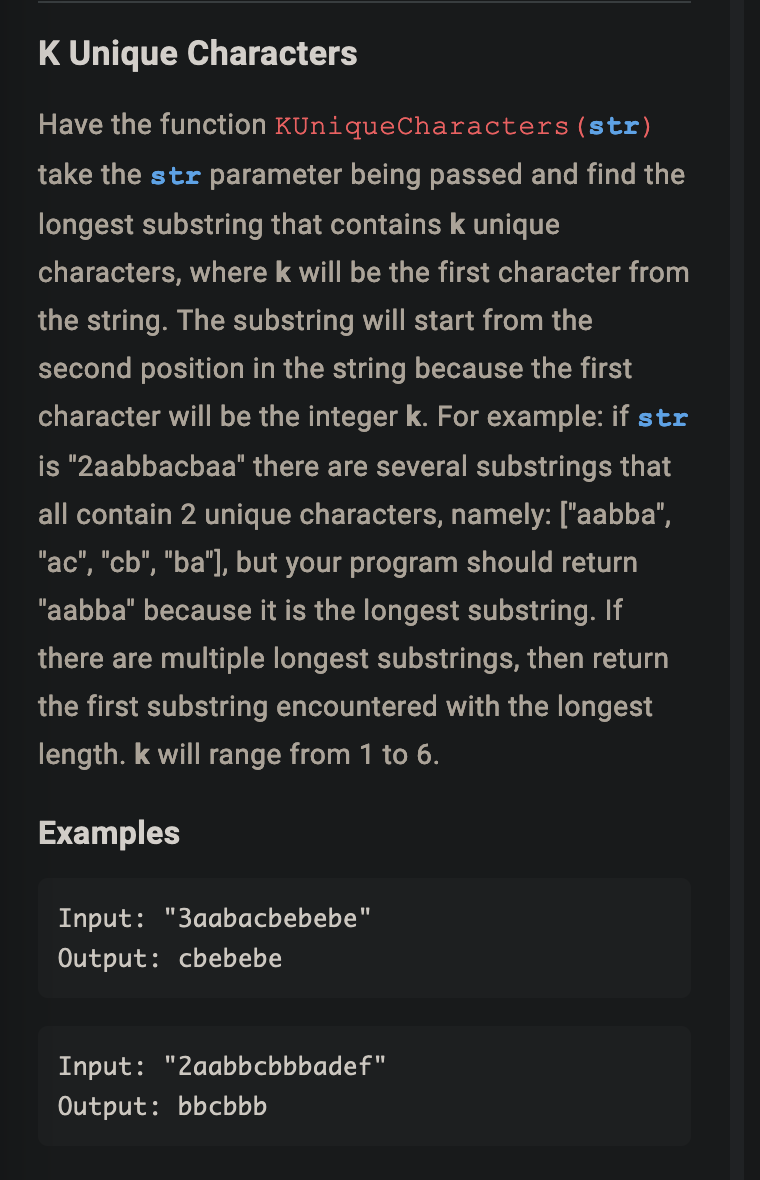 K Unique Characters
Have the function KUniqueCharacters(str)
take the str parameter being passed and find the
longest substring that contains k unique
characters, where k will be the first character from
the string. The substring will start from the
second position in the string because the first
character will be the integer k. For example: if str
is "2aabbacbaa" there are several substrings that
all contain 2 unique characters, namely: ["aabba",
"ac", "cb", "ba"], but your program should return
"aabba" because it is the longest substring. If
there are multiple longest substrings, then return
the first substring encountered with the longest
length. k will range from 1 to 6.
Examples
Input: "3aabacbebebe"
Output: cbebebe
Input: "2aabbcbbbadef"
Output: bbcbbb